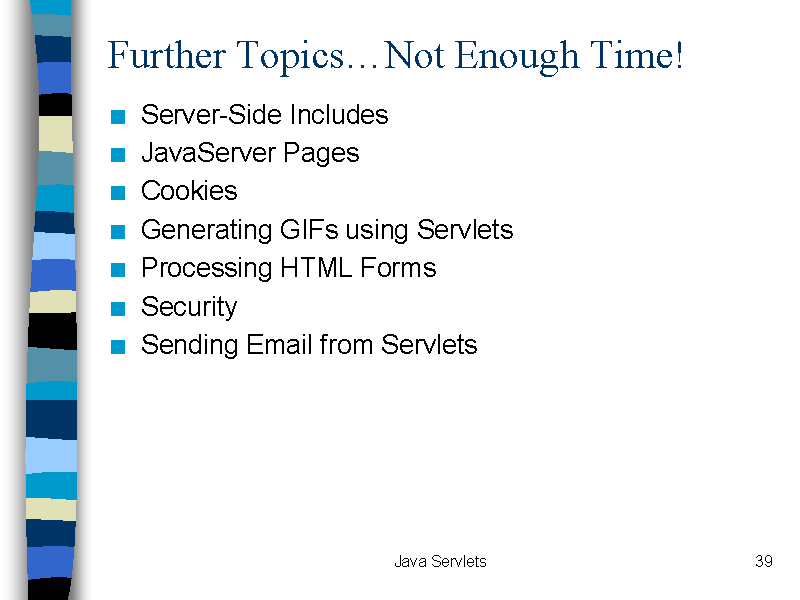 Further Topics…Not Enough Time!
Server-Side Includes
JavaServer Pages
Cookies
Generating GIFs using Servlets
Processing HTML Forms
Security
Sending Email from Servlets
Java Servlets
39